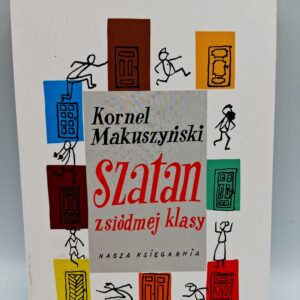 Kornel
Makuszyński
Szatan
z siódmej klasy
NASZA KSIĘGARNIA